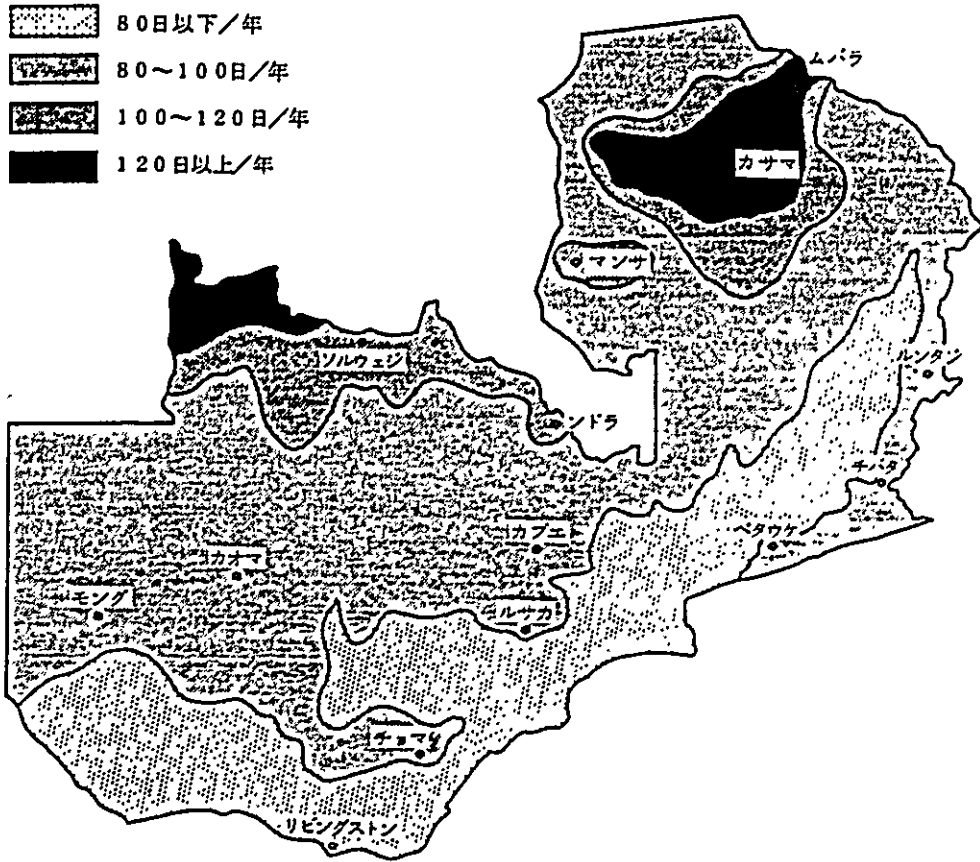 80日以下/年
80~100日/年
100~120日/年
120日以上/年
ムバラ
カサマ
マンサ
ソルウェジ
ルンダジ
ンドラ
チパタ
ペタウケ
カブエ
カオマ
モング
ルサカ
チョマ
リビングストン